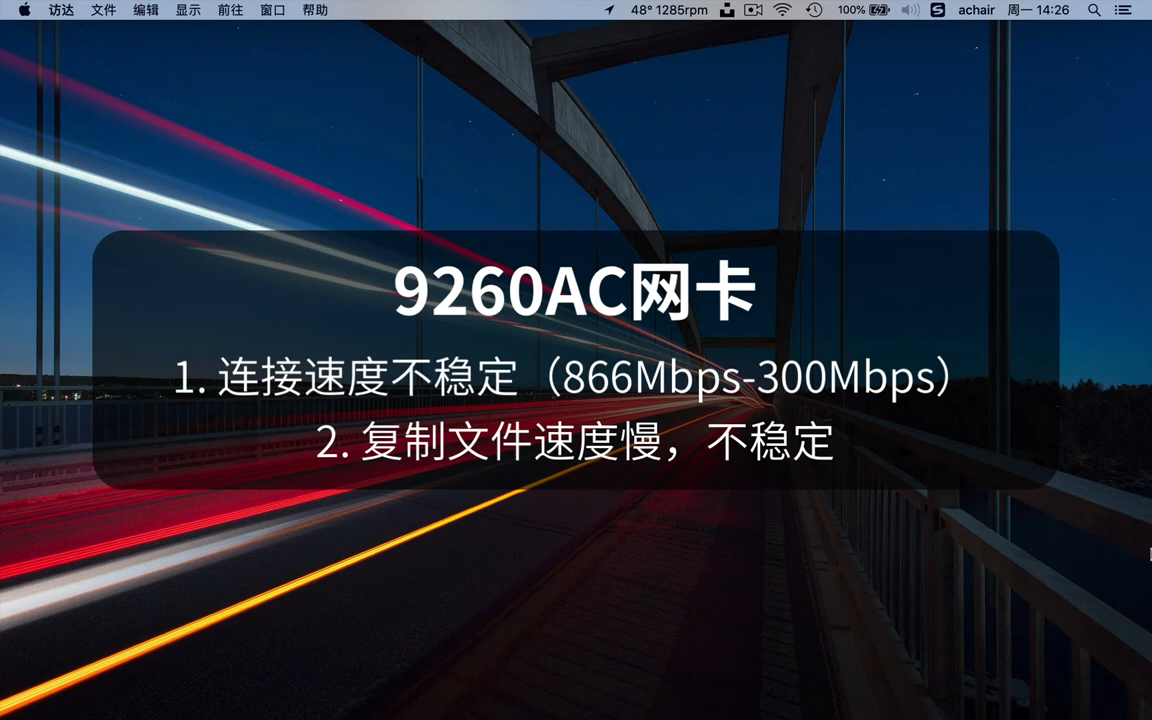 访达 文件 编辑 显示 前往 窗口 帮助 48° 1285rpm 100% achair 周一 14:26
9260AC网卡
1. 连接速度不稳定（866Mbps-300Mbps）
2. 复制文件速度慢，不稳定